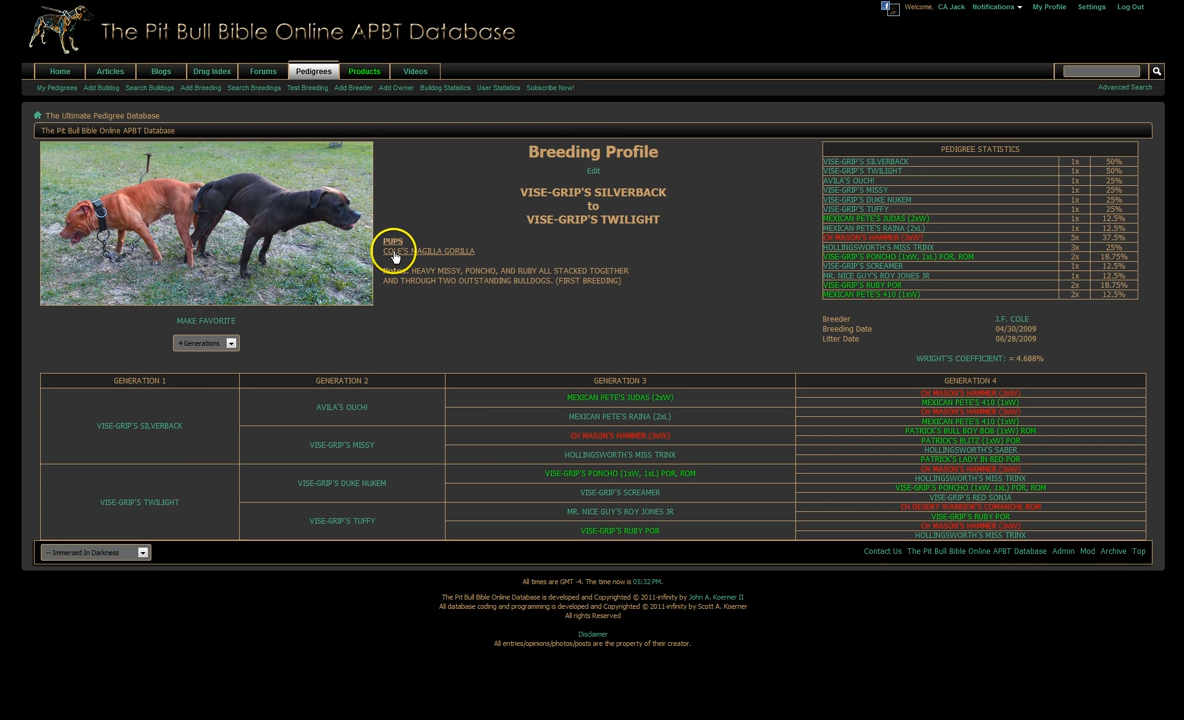 Welcome, CA Jack Notifications My Profile Settings Log Out
The Pit Bull Bible Online APBT Database
Home Articles Blogs Drug Index Forums Pedigrees Products Videos
My Pedigrees Add Bulldog Search Bulldogs Add Breeding Search Breedings Test Breeding Add Breeder Add Owner Bulldog Statistics User Statistics Subscribe Now! Advanced Search
The Ultimate Pedigree Database
The Pit Bull Bible Online APBT Database
Breeding Profile
Edit
VISE-GRIP'S SILVERBACK
to
VISE-GRIP'S TWILIGHT
PUPS
COLE'S MAGILLA GORILLA
Notes: HEAVY MISSY, PONCHO, AND RUBY ALL STACKED TOGETHER
AND THROUGH TWO OUTSTANDING BULLDOGS. (FIRST BREEDING)
MAKE FAVORITE
4 Generations
PEDIGREE STATISTICS
VISE-GRIP'S SILVERBACK 1x 50%
VISE-GRIP'S TWILIGHT 1x 50%
AVILA'S OUCH! 1x 25%
VISE-GRIP'S MISSY 1x 25%
VISE-GRIP'S DUKE NUKEM 1x 25%
VISE-GRIP'S TUFFY 1x 25%
MEXICAN PETE'S JUDAS (2xW) 1x 12.5%
MEXICAN PETE'S RAINA (2xL) 1x 12.5%
CH MASON'S HAMMER (3xW) 5x 37.5%
HOLLINGSWORTH'S MISS TRINX 3x 25%
VISE-GRIP'S PONCHO (1xW, 1xL) POR, ROM 2x 18.75%
VISE-GRIP'S SCREAMER 1x 12.5%
MR. NICE GUY'S ROY JONES JR 1x 12.5%
VISE-GRIP'S RUBY POR 2x 18.75%
MEXICAN PETE'S 410 (1xW) 2x 12.5%
Breeder J.F. COLE
Breeding Date 04/30/2009
Litter Date 06/28/2009
WRIGHT'S COEFFICIENT: = 4.688%
GENERATION 1 GENERATION 2 GENERATION 3 GENERATION 4
VISE-GRIP'S SILVERBACK
VISE-GRIP'S TWILIGHT
AVILA'S OUCH!
VISE-GRIP'S MISSY
VISE-GRIP'S DUKE NUKEM
VISE-GRIP'S TUFFY
MEXICAN PETE'S JUDAS (2xW)
MEXICAN PETE'S RAINA (2xL)
CH MASON'S HAMMER (3xW)
HOLLINGSWORTH'S MISS TRINX
VISE-GRIP'S PONCHO (1xW, 1xL) POR, ROM
VISE-GRIP'S SCREAMER
MR. NICE GUY'S ROY JONES JR
VISE-GRIP'S RUBY POR
CH MASON'S HAMMER (3xW)
MEXICAN PETE'S 410 (1xW)
CH MASON'S HAMMER (3xW)
MEXICAN PETE'S 410 (1xW)
PATRICK'S BULL BOY BOB (1xW) ROM
PATRICK'S BLITZ (1xW) POR
HOLLINGSWORTH'S SABER
PATRICK'S LADY IN RED POR
CH MASON'S HAMMER (3xW)
HOLLINGSWORTH'S MISS TRINX
VISE-GRIP'S PONCHO (1xW, 1xL) POR, ROM
VISE-GRIP'S RED SONJA
CH DESERT WARRIOR'S COMANCHE ROM
VISE-GRIP'S RUBY POR
CH MASON'S HAMMER (3xW)
HOLLINGSWORTH'S MISS TRINX
-- Immersed In Darkness
Contact Us The Pit Bull Bible Online APBT Database Admin Mod Archive Top
All times are GMT -4. The time now is 05:32 PM.
The Pit Bull Bible Online Database is developed and Copyrighted © 2011-infinity by John A. Koerner II
All database coding and programming is developed and Copyrighted © 2011-infinity by Scott A. Koerner
All rights Reserved
Disclaimer
All entries/opinions/photos/posts are the property of their creator.